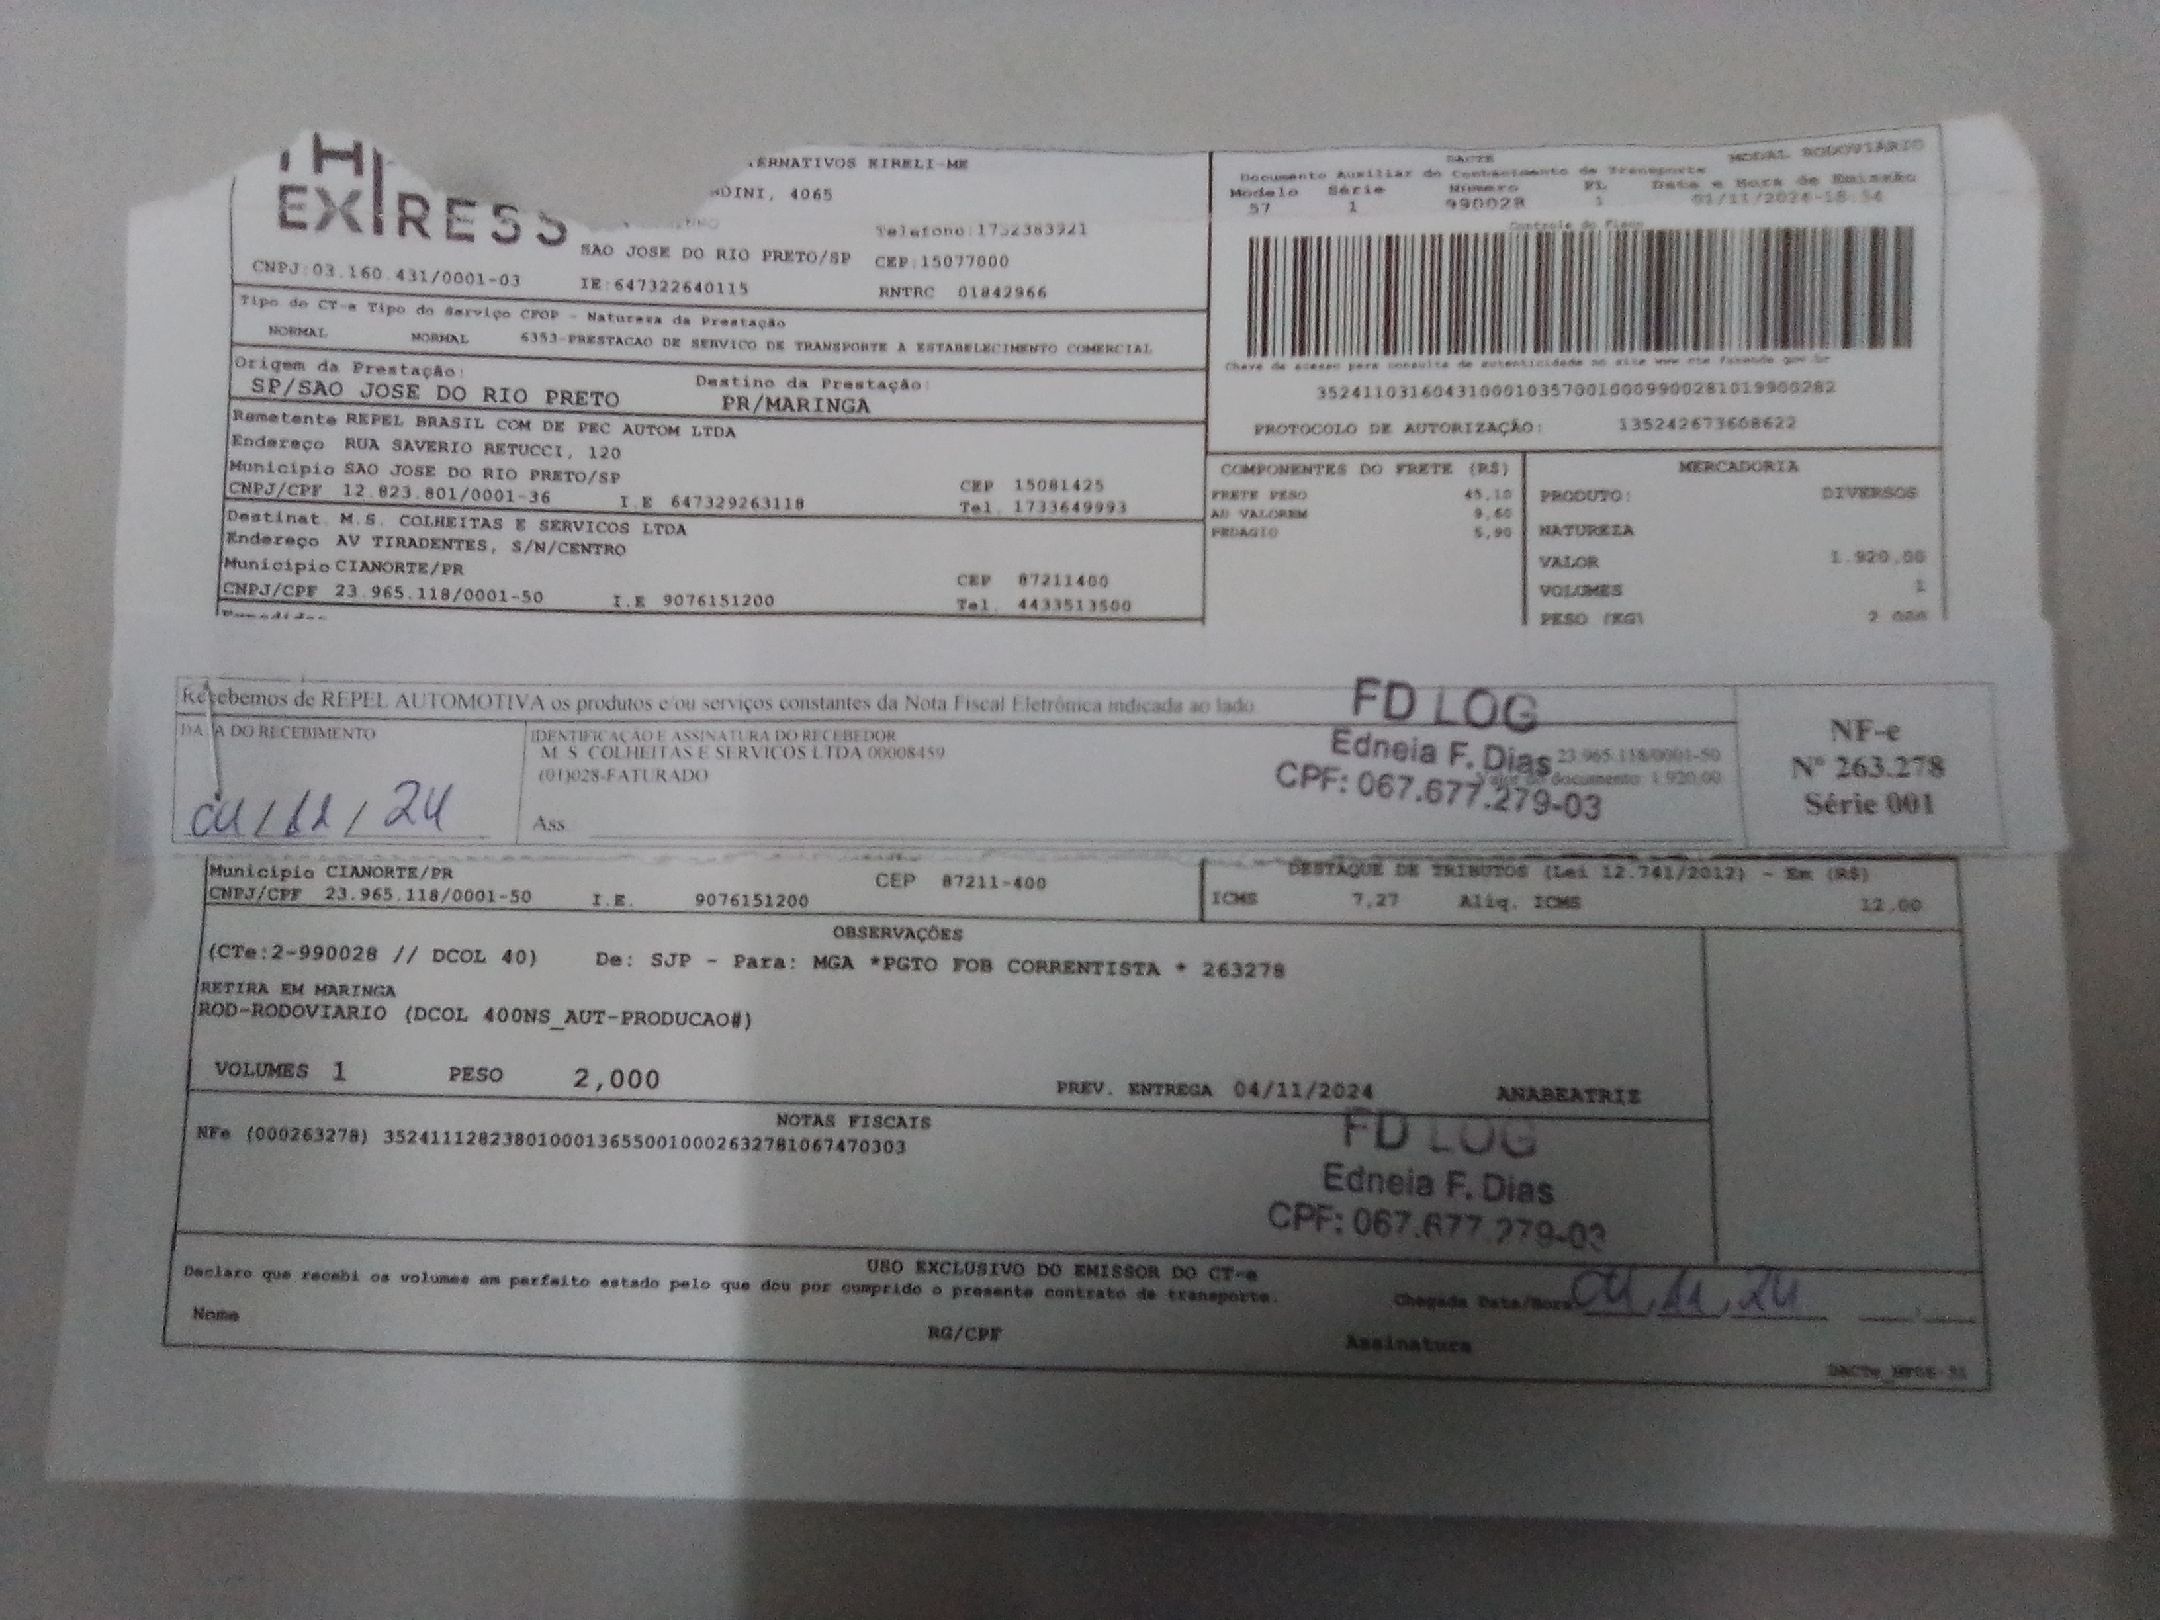 EXPRESS
ERNATIVOS EIRELI-ME
DINI, 4065
Telefone:1752383921
SAO JOSE DO RIO PRETO/SP CEP:15077000
CNPJ:03.160.431/0001-03 IE:647322640115 RNTRC 01842966
Tipo do CT-e Tipo do Serviço CFOP - Natureza da Prestação
NORMAL NORMAL 6353-PRESTACAO DE SERVICO DE TRANSPORTE A ESTABELECIMENTO COMERCIAL
Origem da Prestação: Destino da Prestação:
SP/SAO JOSE DO RIO PRETO PR/MARINGA
Remetente REPEL BRASIL COM DE PEC AUTOM LTDA
Endereço RUA SAVERIO RETUCCI, 120
Municipio SAO JOSE DO RIO PRETO/SP CEP 15081425
CNPJ/CPF 12.823.801/0001-36 I.E 647329263118 Tel. 1733649993
Destinat. M.S. COLHEITAS E SERVICOS LTDA
Endereço AV TIRADENTES, S/N/CENTRO
Municipio CIANORTE/PR CEP 87211400
CNPJ/CPF 23.965.118/0001-50 I.E 9076151200 Tel. 4433513500
DACTE MODAL RODOVIÁRIO
Documento Auxiliar do Conhecimento de Transporte
Modelo Série Número FL Data e Hora de Emissão
57 1 990028 1 01/11/2024-18:54
Controle do Fisco
Chave de acesso para consulta de autenticidade no site www.cte.fazenda.gov.br
35241103160431000103570010009900281019900282
PROTOCOLO DE AUTORIZAÇÃO: 135242673608622
COMPONENTES DO FRETE (R$) MERCADORIA
FRETE PESO 45,10 PRODUTO: DIVERSOS
AD VALOREM 9,60
PEDAGIO 5,90 NATUREZA
VALOR 1.920,00
VOLUMES 1
PESO (KG) 2,000
Recebemos de REPEL AUTOMOTIVA os produtos e/ou serviços constantes da Nota Fiscal Eletrônica indicada ao lado.
DATA DO RECEBIMENTO IDENTIFICAÇÃO E ASSINATURA DO RECEBEDOR
M. S. COLHEITAS E SERVICOS LTDA 00008459 23.965.118/0001-50
(01)028-FATURADO Valor do documento: 1.920,00
04/11/24 Ass.
FD LOG
Edneia F. Dias
CPF: 067.677.279-03
NF-e
Nº 263.278
Série 001
Municipio CIANORTE/PR CEP 87211-400
CNPJ/CPF 23.965.118/0001-50 I.E. 9076151200
DESTAQUE DE TRIBUTOS (Lei 12.741/2012) - Em (R$)
ICMS 7,27 Aliq. ICMS 12,00
OBSERVAÇÕES
(CTe:2-990028 // DCOL 40) De: SJP - Para: MGA *PGTO FOB CORRENTISTA * 263278
RETIRA EM MARINGA
ROD-RODOVIARIO (DCOL 400NS_AUT-PRODUCAO#)
VOLUMES 1 PESO 2,000 PREV. ENTREGA 04/11/2024 ANABEATRIZ
NOTAS FISCAIS
NFe (000263278) 35241112823801000136550010002632781067470303
FD LOG
Edneia F. Dias
CPF: 067.677.279-03
USO EXCLUSIVO DO EMISSOR DO CT-e
Declaro que recebi os volumes em perfeito estado pelo que dou por cumprido o presente contrato de transporte.
Chegada Data/Hora 04/11/24
Nome RG/CPF Assinatura